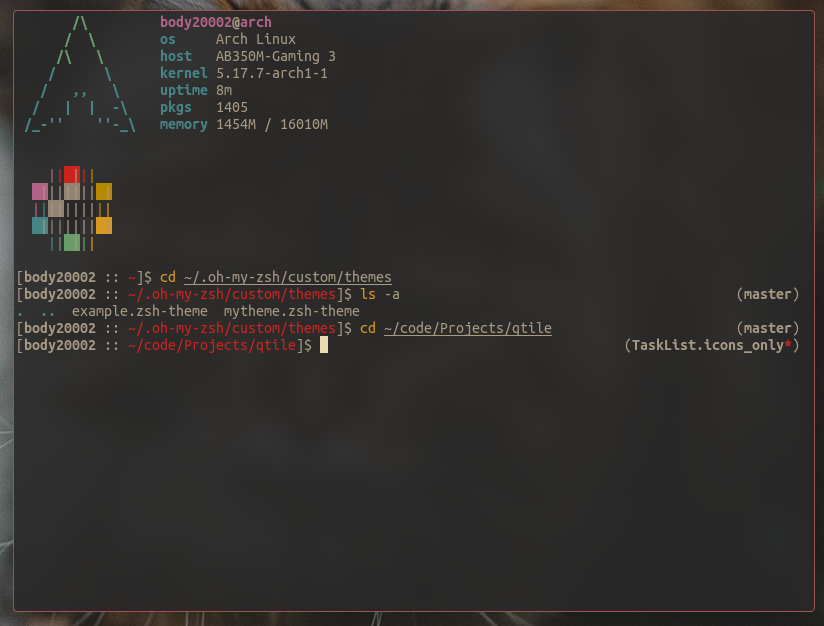 body20002@arch
os Arch Linux
host AB350M-Gaming 3
kernel 5.17.7-arch1-1
uptime 8m
pkgs 1405
memory 1454M / 16010M
[body20002 :: ~]$ cd ~/.oh-my-zsh/custom/themes
[body20002 :: ~/.oh-my-zsh/custom/themes]$ ls -a (master)
. .. example.zsh-theme mytheme.zsh-theme
[body20002 :: ~/.oh-my-zsh/custom/themes]$ cd ~/code/Projects/qtile (master)
[body20002 :: ~/code/Projects/qtile]$ (TaskList.icons_only*)